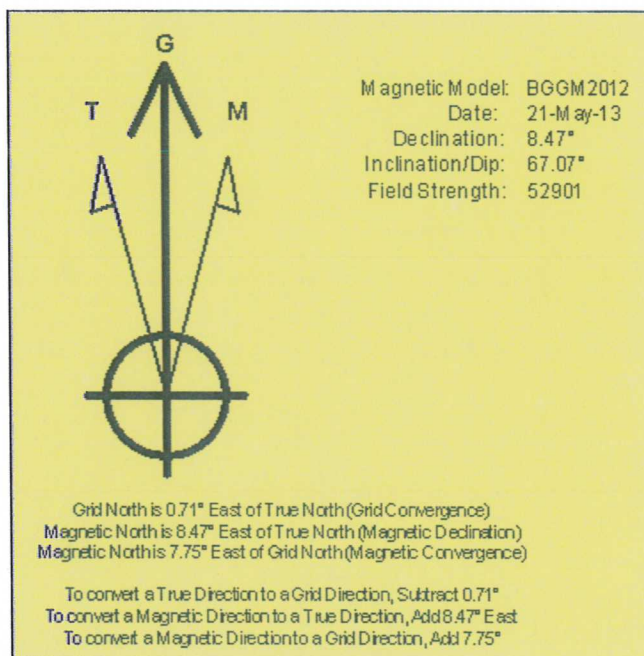 G
T
M
Magnetic Model: BGGM2012
Date: 21-May-13
Declination: 8.47°
Inclination/Dip: 67.07°
Field Strength: 52901
Grid North is 0.71° East of True North (Grid Convergence)
Magnetic North is 8.47° East of True North (Magnetic Declination)
Magnetic North is 7.75° East of Grid North (Magnetic Convergence)
To convert a True Direction to a Grid Direction, Subtract 0.71°
To convert a Magnetic Direction to a True Direction, Add 8.47° East
To convert a Magnetic Direction to a Grid Direction, Add 7.75°